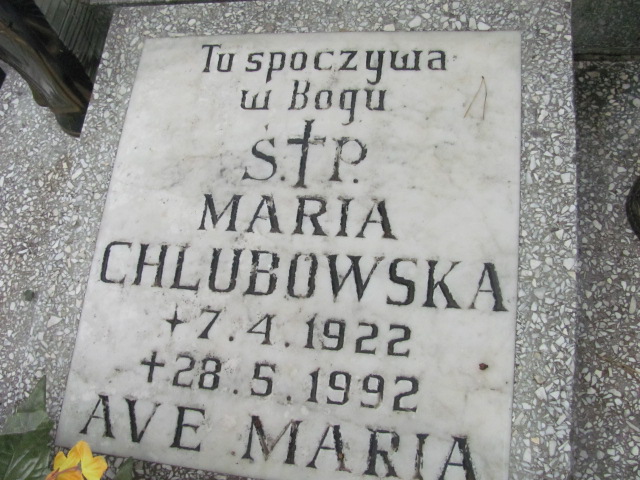 Tu spoczywa
w Bogu
Ś.†P.
MARIA
CHLUBOWSKA
+7.4.1922
+28.5.1992
AVE MARIA